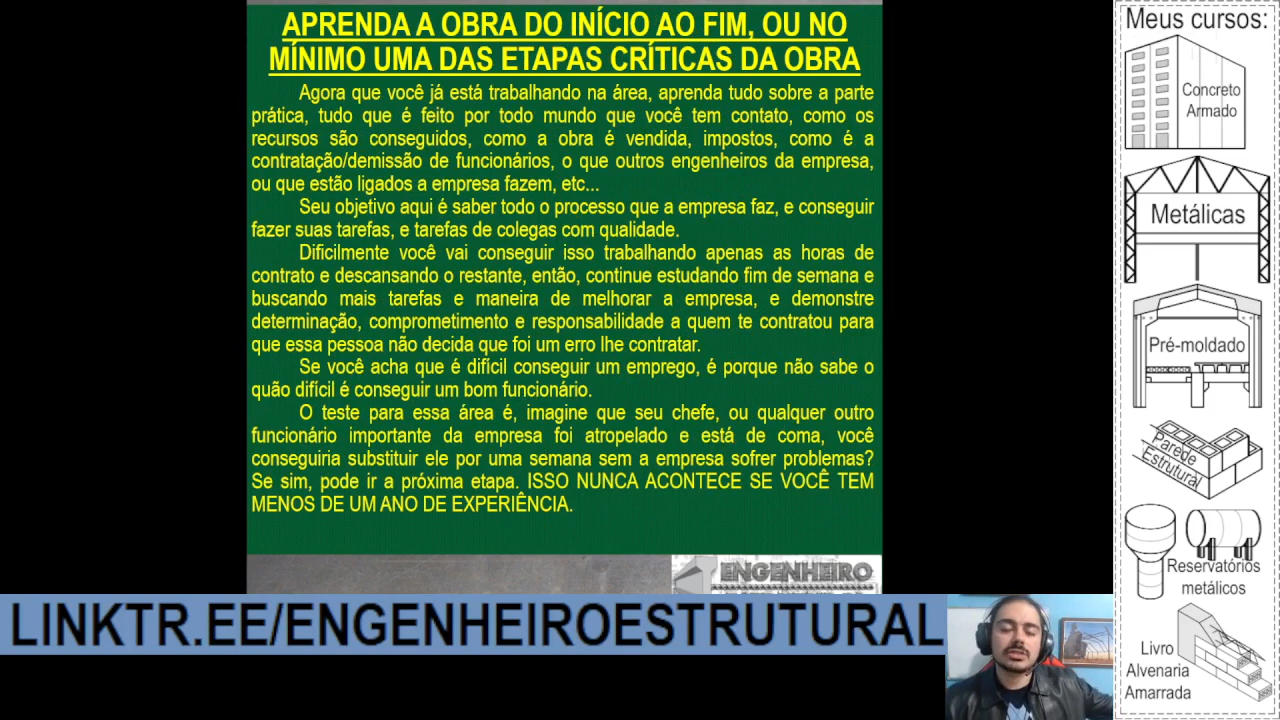 APRENDA A OBRA DO INÍCIO AO FIM, OU NO
MÍNIMO UMA DAS ETAPAS CRÍTICAS DA OBRA
Agora que você já está trabalhando na área, aprenda tudo sobre a parte
prática, tudo que é feito por todo mundo que você tem contato, como os
recursos são conseguidos, como a obra é vendida, impostos, como é a
contratação/demissão de funcionários, o que outros engenheiros da empresa,
ou que estão ligados a empresa fazem, etc...
Seu objetivo aqui é saber todo o processo que a empresa faz, e conseguir
fazer suas tarefas, e tarefas de colegas com qualidade.
Dificilmente você vai conseguir isso trabalhando apenas as horas de
contrato e descansando o restante, então, continue estudando fim de semana e
buscando mais tarefas e maneira de melhorar a empresa, e demonstre
determinação, comprometimento e responsabilidade a quem te contratou para
que essa pessoa não decida que foi um erro lhe contratar.
Se você acha que é difícil conseguir um emprego, é porque não sabe o
quão difícil é conseguir um bom funcionário.
O teste para essa área é, imagine que seu chefe, ou qualquer outro
funcionário importante da empresa foi atropelado e está de coma, você
conseguiria substituir ele por uma semana sem a empresa sofrer problemas?
Se sim, pode ir a próxima etapa. ISSO NUNCA ACONTECE SE VOCÊ TEM
MENOS DE UM ANO DE EXPERIÊNCIA.
ENGENHEIRO
LINKTR.EE/ENGENHEIROESTRUTURAL
Meus cursos:
Concreto
Armado
Metálicas
Pré-moldado
Parede
Estrutural
Reservatórios
metálicos
Livro
Alvenaria
Amarrada